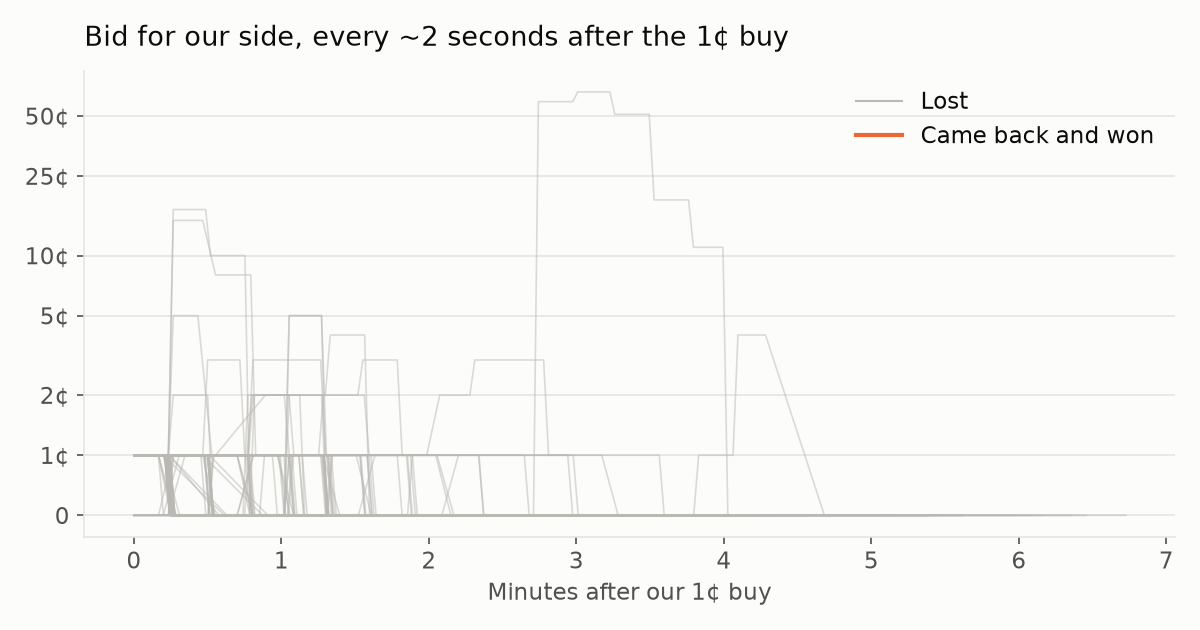 Bid for our side, every ~2 seconds after the 1¢ buy
Lost
Came back and won
50¢
25¢
10¢
5¢
2¢
1¢
0
0 1 2 3 4 5 6 7
Minutes after our 1¢ buy